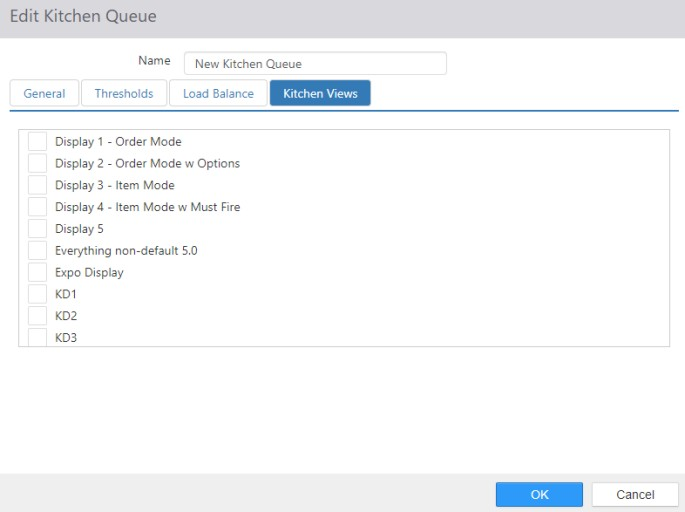 Edit Kitchen Queue
Name New Kitchen Queue
General Thresholds Load Balance Kitchen Views
Display 1 - Order Mode
Display 2 - Order Mode w Options
Display 3 - Item Mode
Display 4 - Item Mode w Must Fire
Display 5
Everything non-default 5.0
Expo Display
KD1
KD2
KD3
OK Cancel